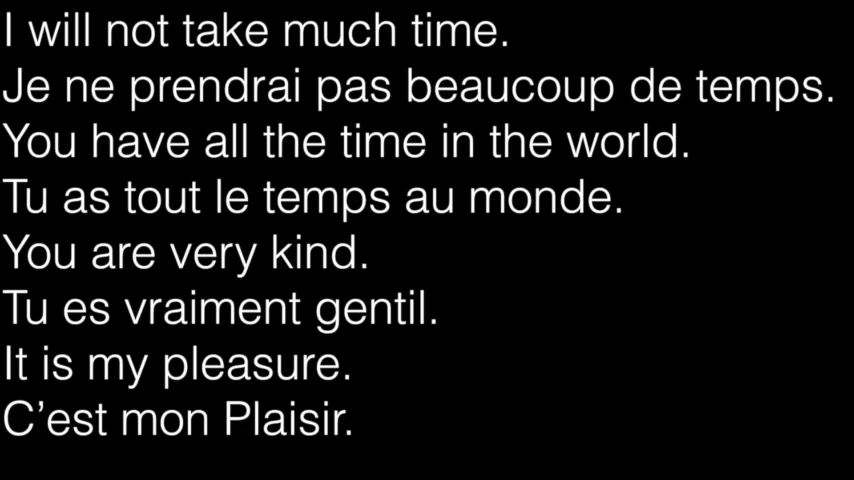 I will not take much time.
Je ne prendrai pas beaucoup de temps.
You have all the time in the world.
Tu as tout le temps au monde.
You are very kind.
Tu es vraiment gentil.
It is my pleasure.
C’est mon Plaisir.